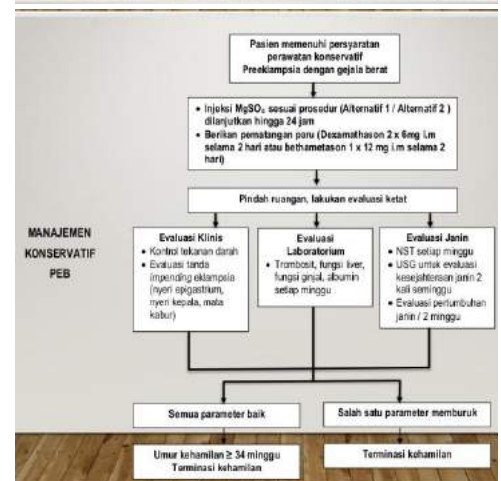 Pasien memenuhi persyaratan
perawatan konservatif
Preeklampsia dengan gejala berat
• Injeksi MgSO₄ sesuai prosedur (Alternatif 1 / Alternatif 2 )
dilanjutkan hingga 24 jam
• Berikan pematangan paru (Dexamathason 2 x 6mg i.m
selama 2 hari atau bethametason 1 x 12 mg i.m selama 2
hari)
Pindah ruangan, lakukan evaluasi ketat
MANAJEMEN
KONSERVATIF
PEB
Evaluasi Klinis
• Kontrol tekanan darah
• Evaluasi tanda
impending eklampsia
(nyeri epigastrium,
nyeri kepala, mata
kabur)
Evaluasi
Laboratorium
• Trombosit, fungsi liver,
fungsi ginjal, albumin
setiap minggu
Evaluasi Janin
• NST setiap minggu
• USG untuk evaluasi
kesejahteraan janin 2
kali seminggu
• Evaluasi pertumbuhan
janin / 2 minggu
Semua parameter baik
Salah satu parameter memburuk
Umur kehamilan ≥ 34 minggu
Terminasi kehamilan
Terminasi kehamilan